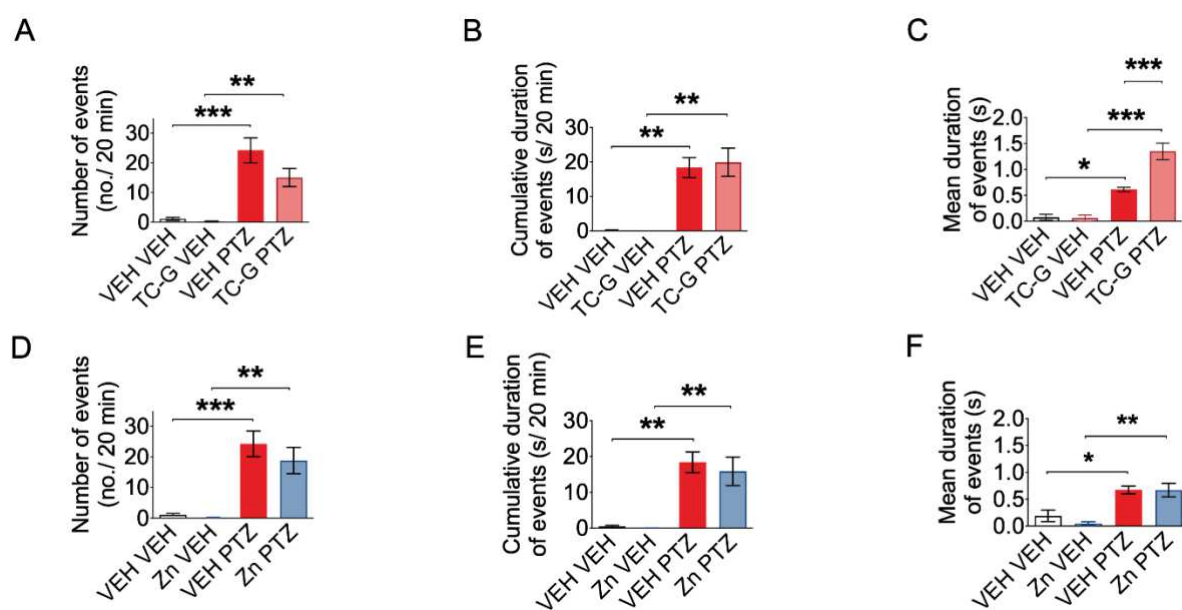 A
Number of events
(no./ 20 min)
**
***
30
20
10
0
VEH VEH
TC-G VEH
VEH PTZ
TC-G PTZ
B
Cumulative duration
of events (s/ 20 min)
**
**
30
20
10
0
VEH VEH
TC-G VEH
VEH PTZ
TC-G PTZ
C
Mean duration
of events (s)
***
***
*
2.0
1.5
1.0
0.5
0.0
VEH VEH
TC-G VEH
VEH PTZ
TC-G PTZ
D
Number of events
(no./ 20 min)
**
***
30
20
10
0
VEH VEH
Zn VEH
VEH PTZ
Zn PTZ
E
Cumulative duration
of events (s/ 20 min)
**
**
30
20
10
0
VEH VEH
Zn VEH
VEH PTZ
Zn PTZ
F
Mean duration
of events (s)
**
*
2.0
1.5
1.0
0.5
0.0
VEH VEH
Zn VEH
VEH PTZ
Zn PTZ